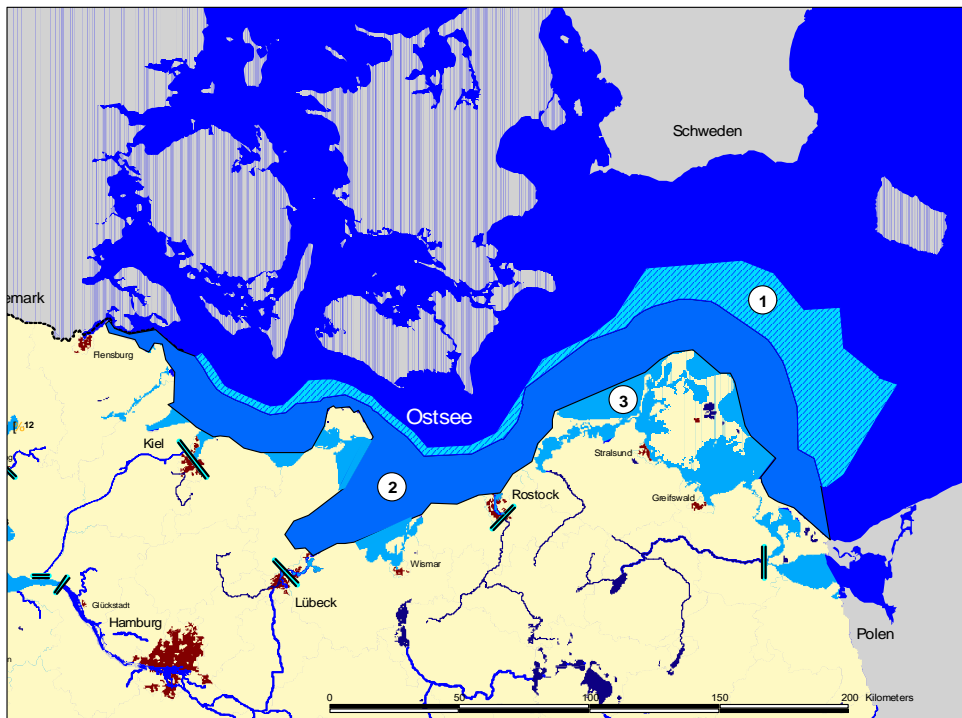 Schweden
1
emark
Flensburg
Ostsee
3
12
Kiel
Stralsund
2
Rostock
Greifswald
Wismar
Lübeck
Glückstadt
Hamburg
Polen
0 50 100 150 200 Kilometers